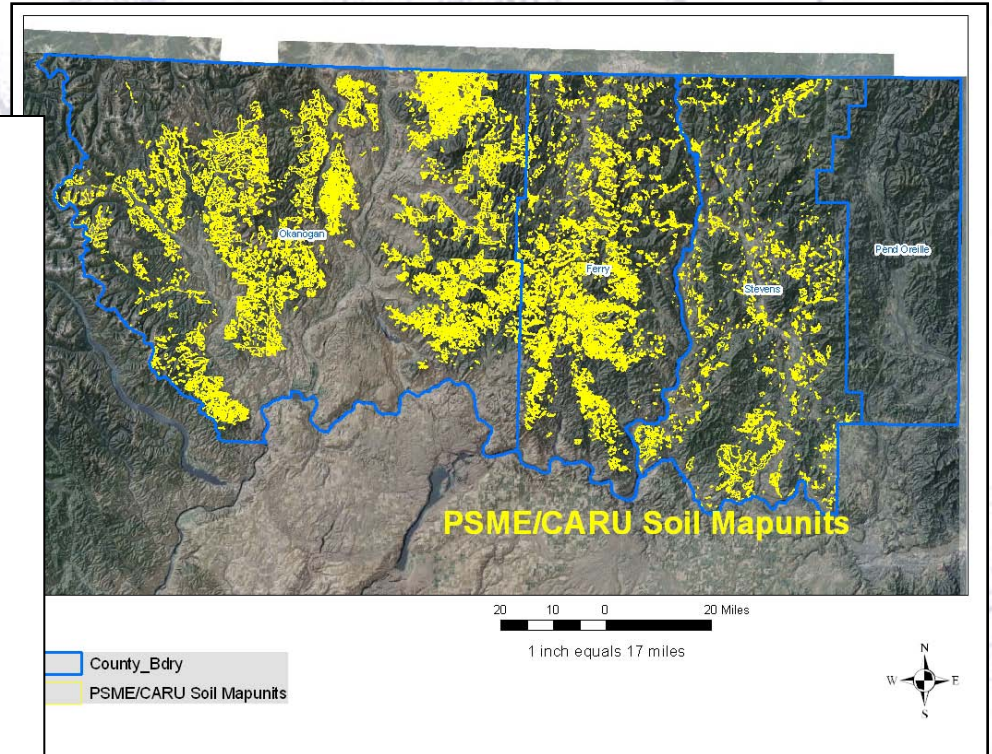 Okanogan
Ferry
Stevens
Pend Oreille
PSME/CARU Soil Mapunits
20 10 0 20 Miles
1 inch equals 17 miles
County_Bdry
PSME/CARU Soil Mapunits
N
W E
S